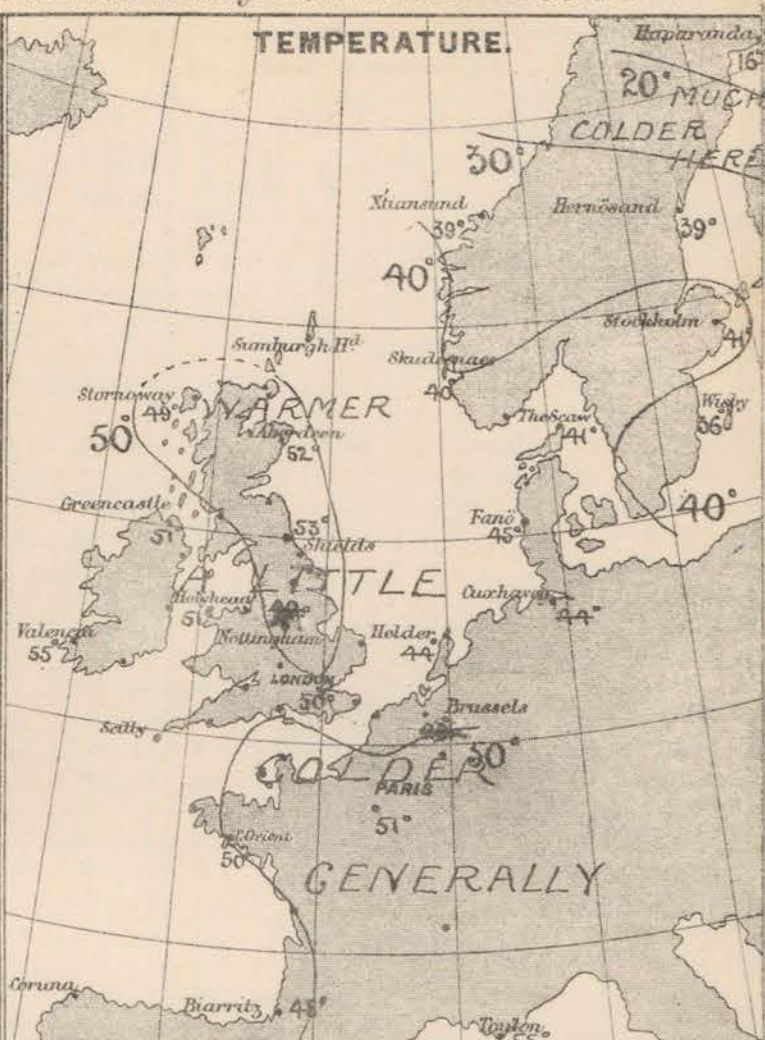 TEMPERATURE.
Haparanda
16°
20°
MUCH
COLDER
HERE
30°
Xtiansund
39°
Hernösand
39°
40°
Sumburgh Hd.
Stockholm
41°
Skudesnaes
40
Stornoway
49°
WARMER
Wisby
36°
50°
Aberdeen
52°
The Scaw
41°
Greencastle
51
53°
Shields
Fanö
45°
40°
A LITTLE
Holyhead
51
Cuxhaven
44°
Valencia
55°
Nottingham
Helder
44
LONDON
50°
Brussels
Scilly
50°
COLDER
PARIS
51°
L'Orient
50
GENERALLY
Coruna
Biarritz 48°
Toulon